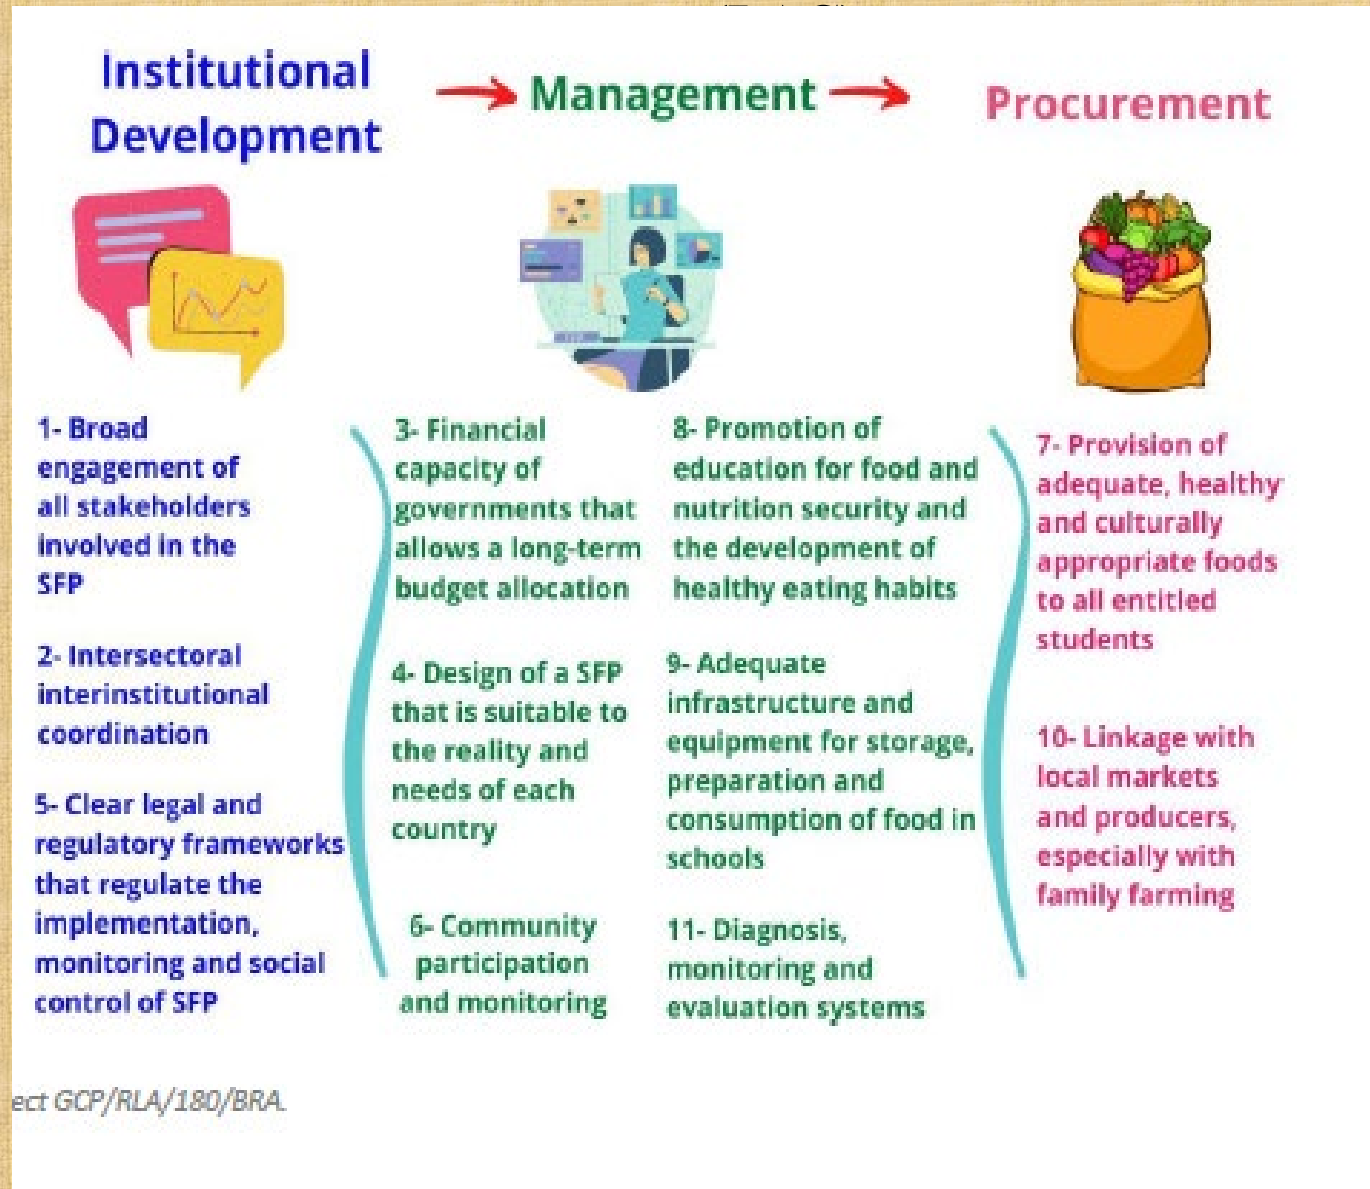 Institutional
Development
Management
Procurement
1- Broad
engagement of
all stakeholders
involved in the
SFP
2- Intersectoral
interinstitutional
coordination
5- Clear legal and
regulatory frameworks
that regulate the
implementation,
monitoring and social
control of SFP
3- Financial
capacity of
governments that
allows a long-term
budget allocation
4- Design of a SFP
that is suitable to
the reality and
needs of each
country
6- Community
participation
and monitoring
8- Promotion of
education for food and
nutrition security and
the development of
healthy eating habits
9- Adequate
infrastructure and
equipment for storage,
preparation and
consumption of food in
schools
11- Diagnosis,
monitoring and
evaluation systems
7- Provision of
adequate, healthy
and culturally
appropriate foods
to all entitled
students
10- Linkage with
local markets
and producers,
especially with
family farming
ect GCP/RLA/180/BRA.